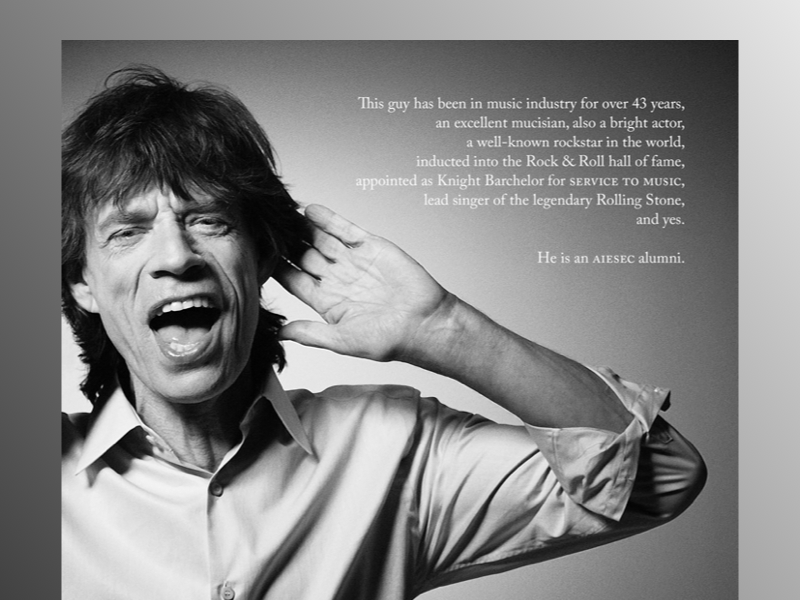 This guy has been in music industry for over 43 years,
an excellent mucisian, also a bright actor,
a well-known rockstar in the world,
inducted into the Rock & Roll hall of fame,
appointed as Knight Barchelor for SERVICE TO MUSIC,
lead singer of the legendary Rolling Stone,
and yes.
He is an AIESEC alumni.